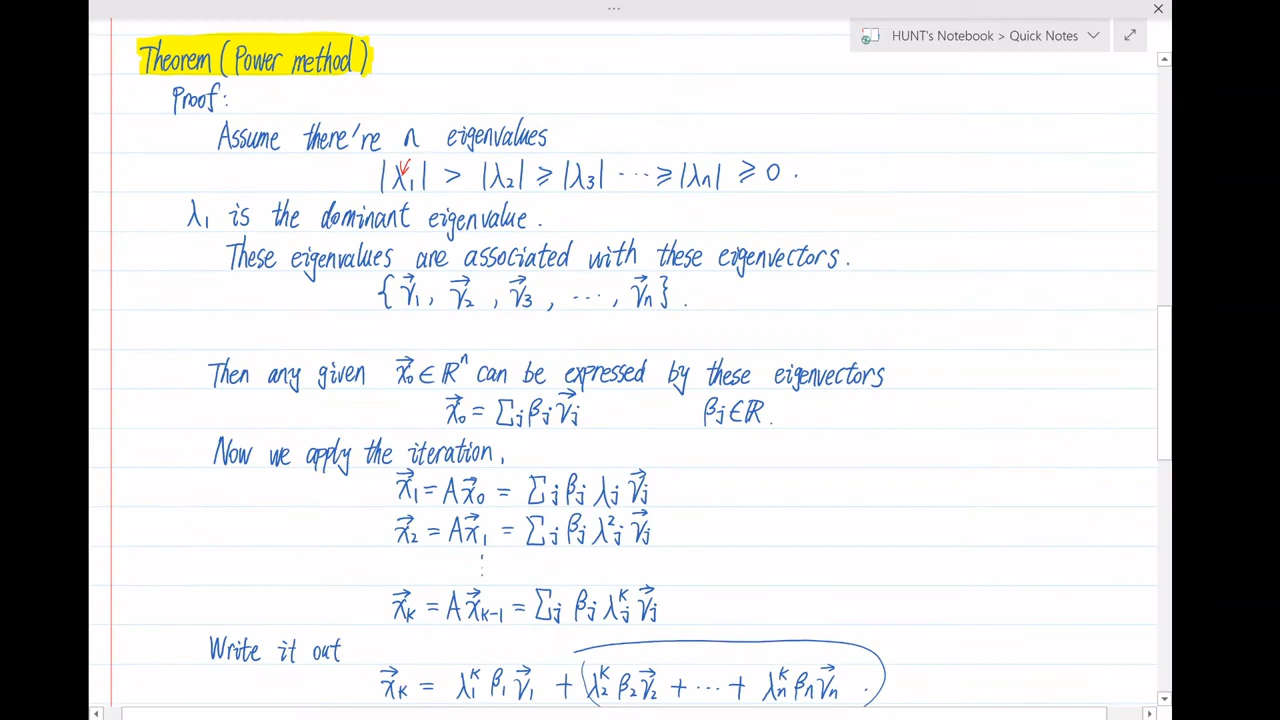 HUNT's Notebook > Quick Notes
Theorem (Power method)
Proof:
Assume there're n eigenvalues
|λ₁| > |λ₂| ⩾ |λ₃| ⋯ ⩾ |λn| ⩾ 0.
λ₁ is the dominant eigenvalue.
These eigenvalues are associated with these eigenvectors.
{v⃗₁, v⃗₂, v⃗₃, ..., v⃗n}.
Then any given x⃗₀ ∈ ℝⁿ can be expressed by these eigenvectors
x⃗₀ = Σj βj v⃗j    βj ∈ ℝ.
Now we apply the iteration,
x⃗₁ = A x⃗₀ = Σj βj λj v⃗j
x⃗₂ = A x⃗₁ = Σj βj λ²j v⃗j
⋮
x⃗K = A x⃗K−1 = Σj βj λᴷj v⃗j
Write it out
x⃗K = λ₁ᴷ β₁ v⃗₁ + (λ₂ᴷ β₂ v⃗₂ + ⋯ + λnᴷ βn v⃗n).